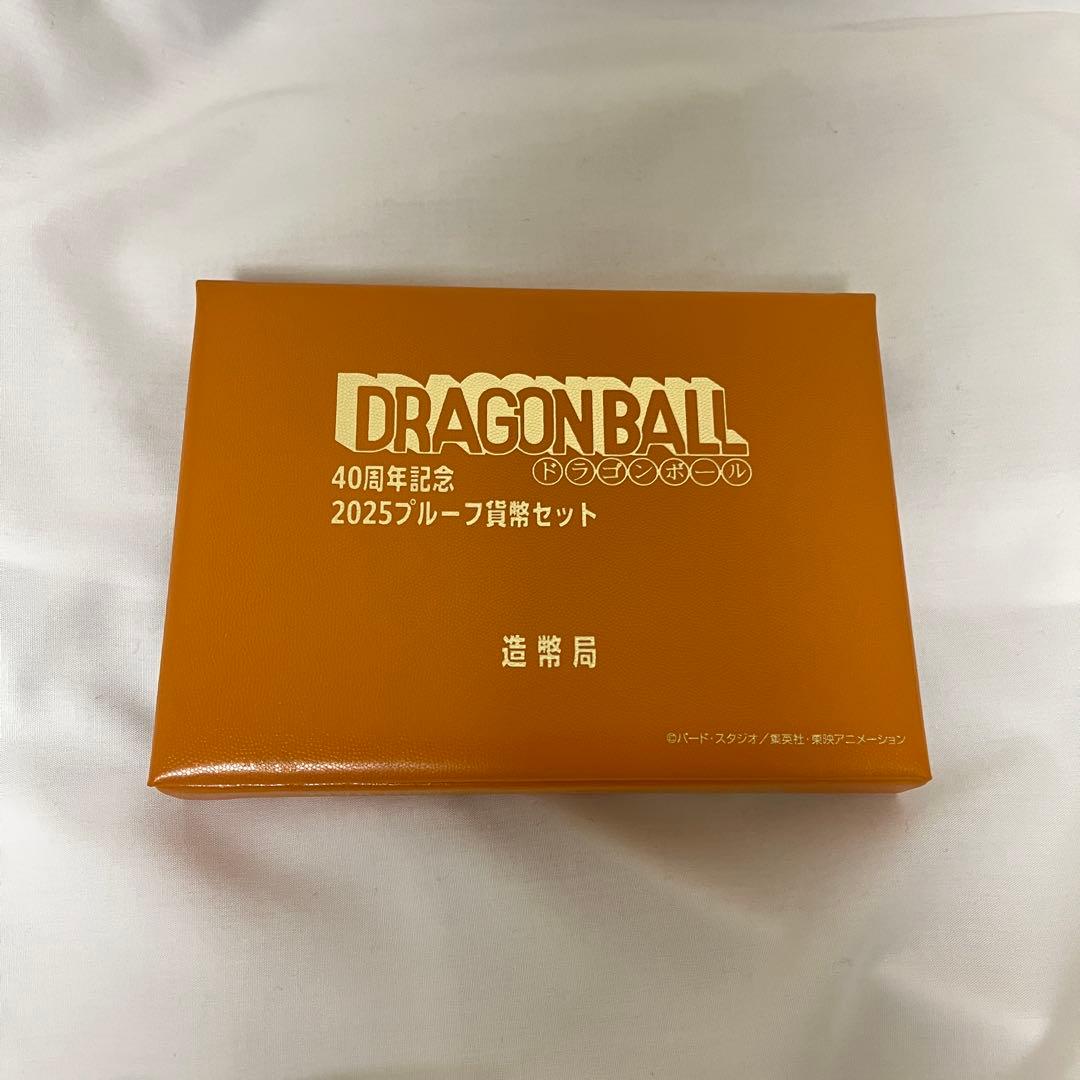 DRAGON BALL
ドラゴンボール
40周年記念
2025プルーフ貨幣セット
造幣局
©バード・スタジオ／集英社・東映アニメーション